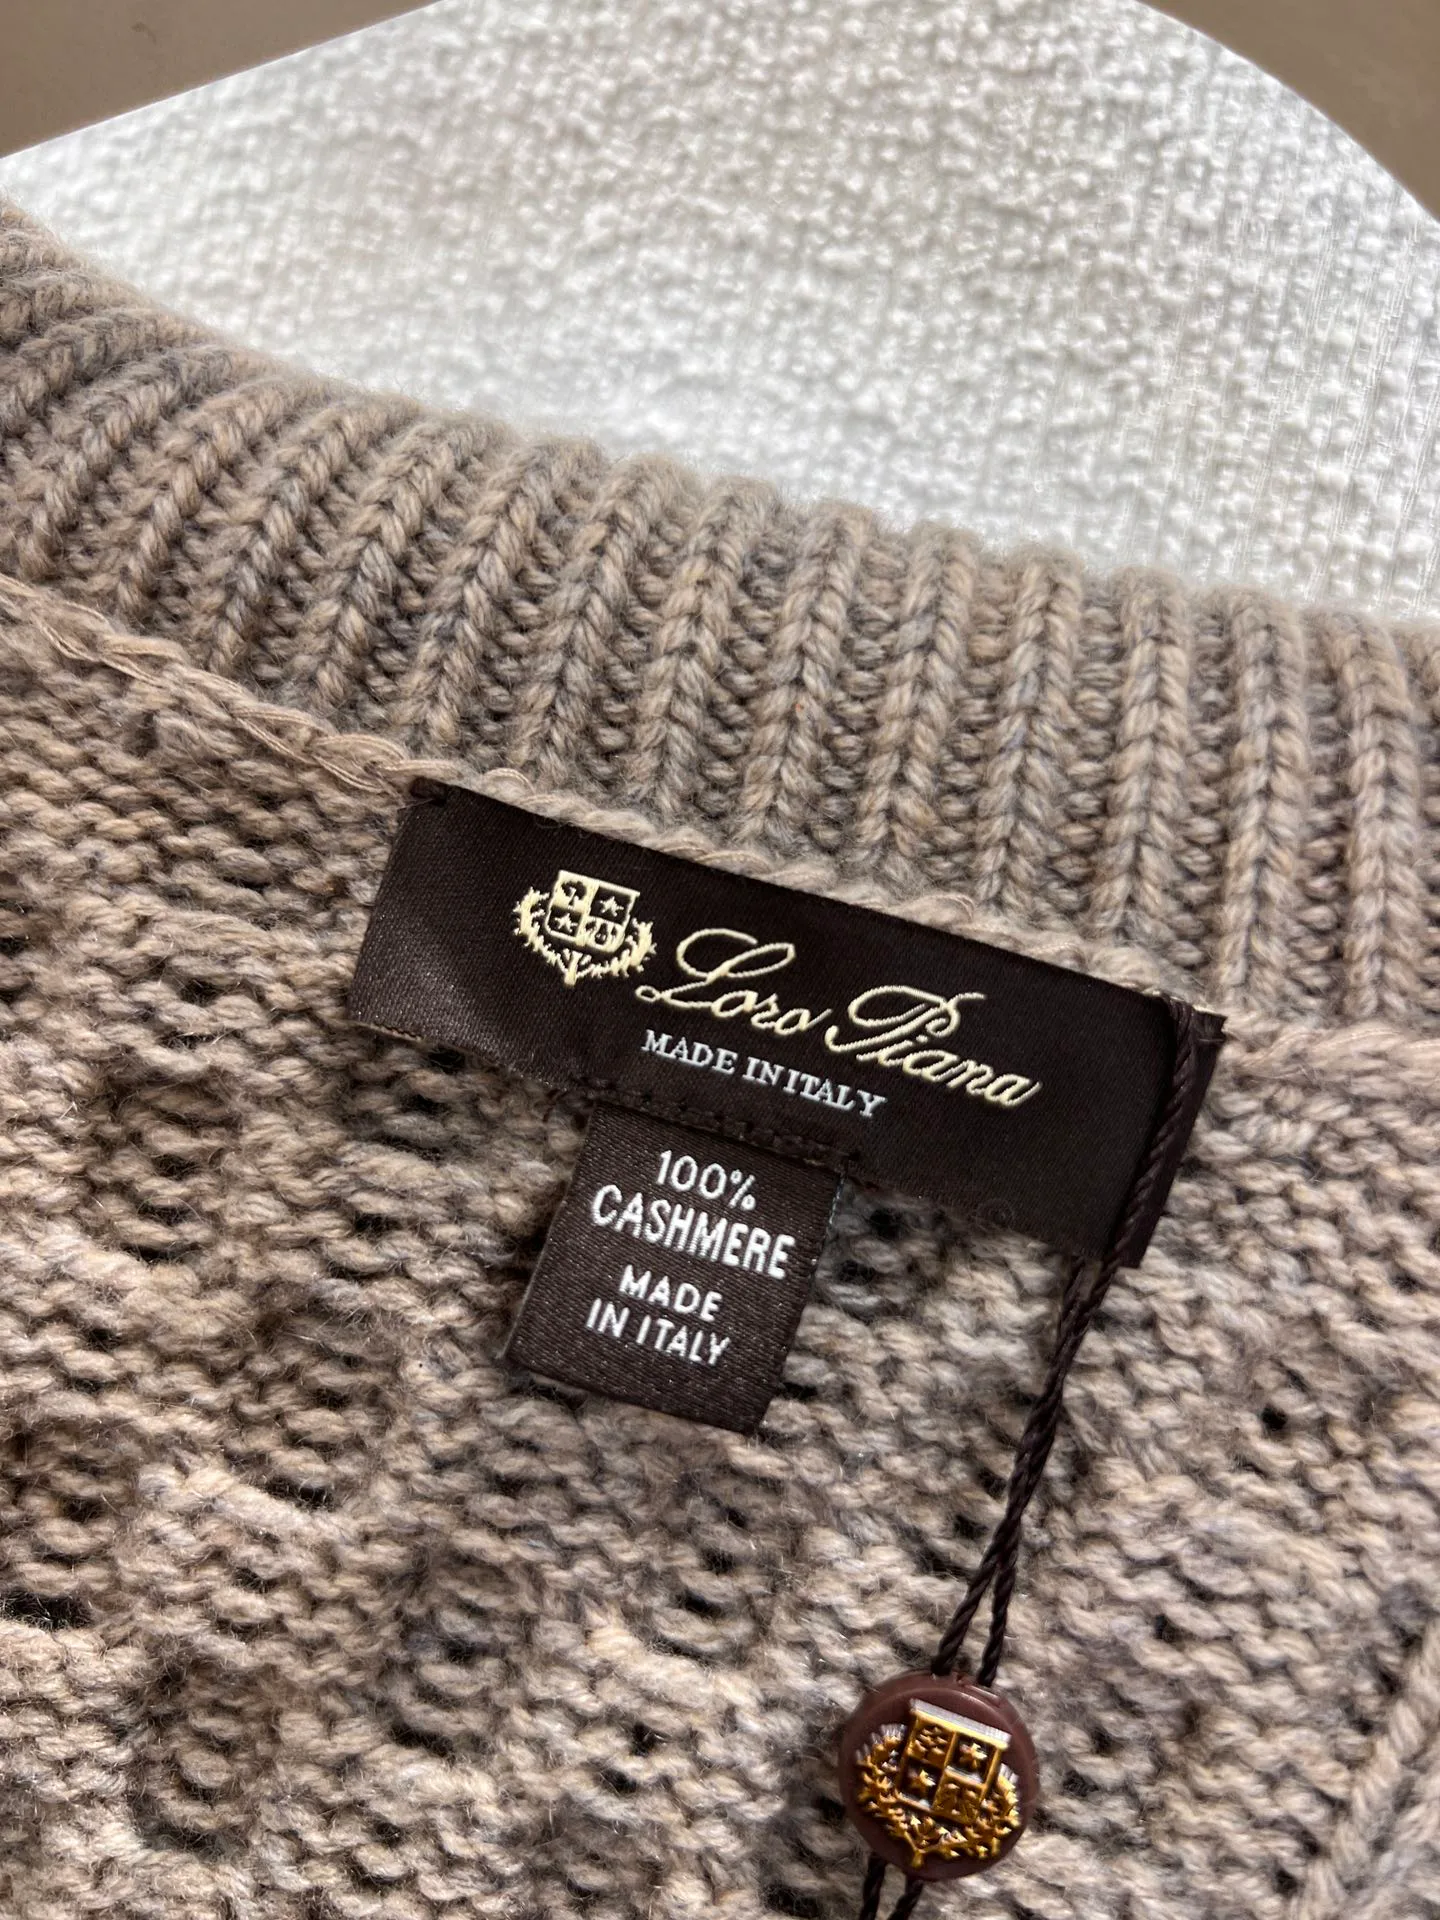 Loro Piana
MADE IN ITALY
100%
CASHMERE
MADE
IN ITALY